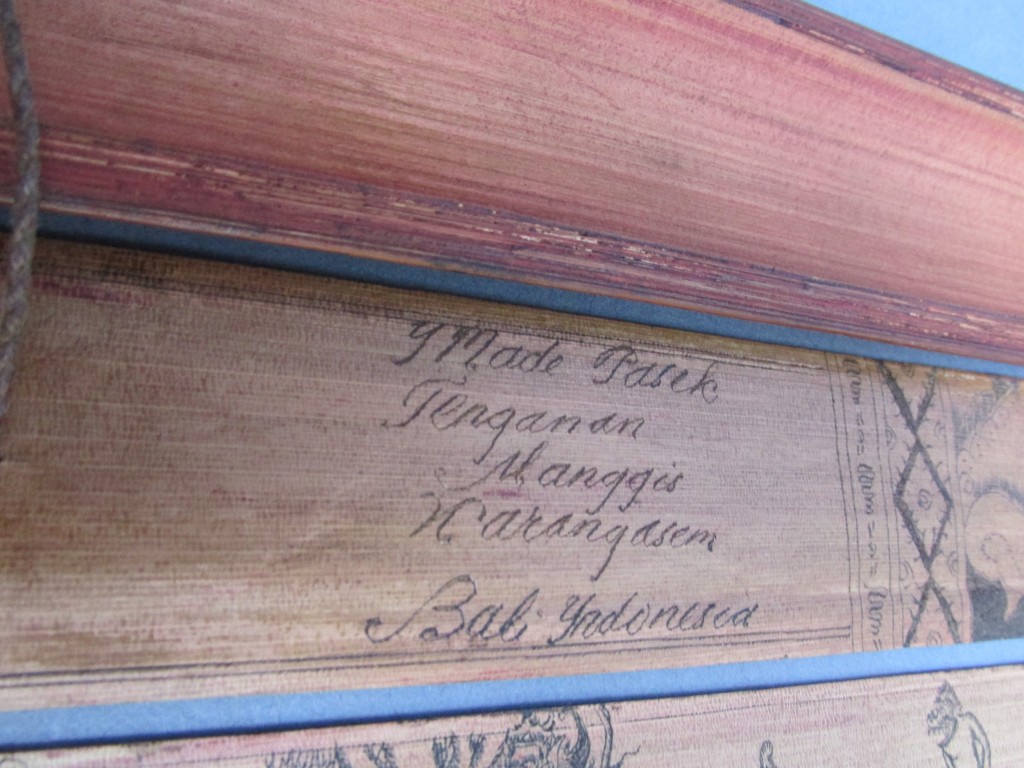 I Made Pasek
Tenganan
Manggis
Karangasem
Bali Indonesia